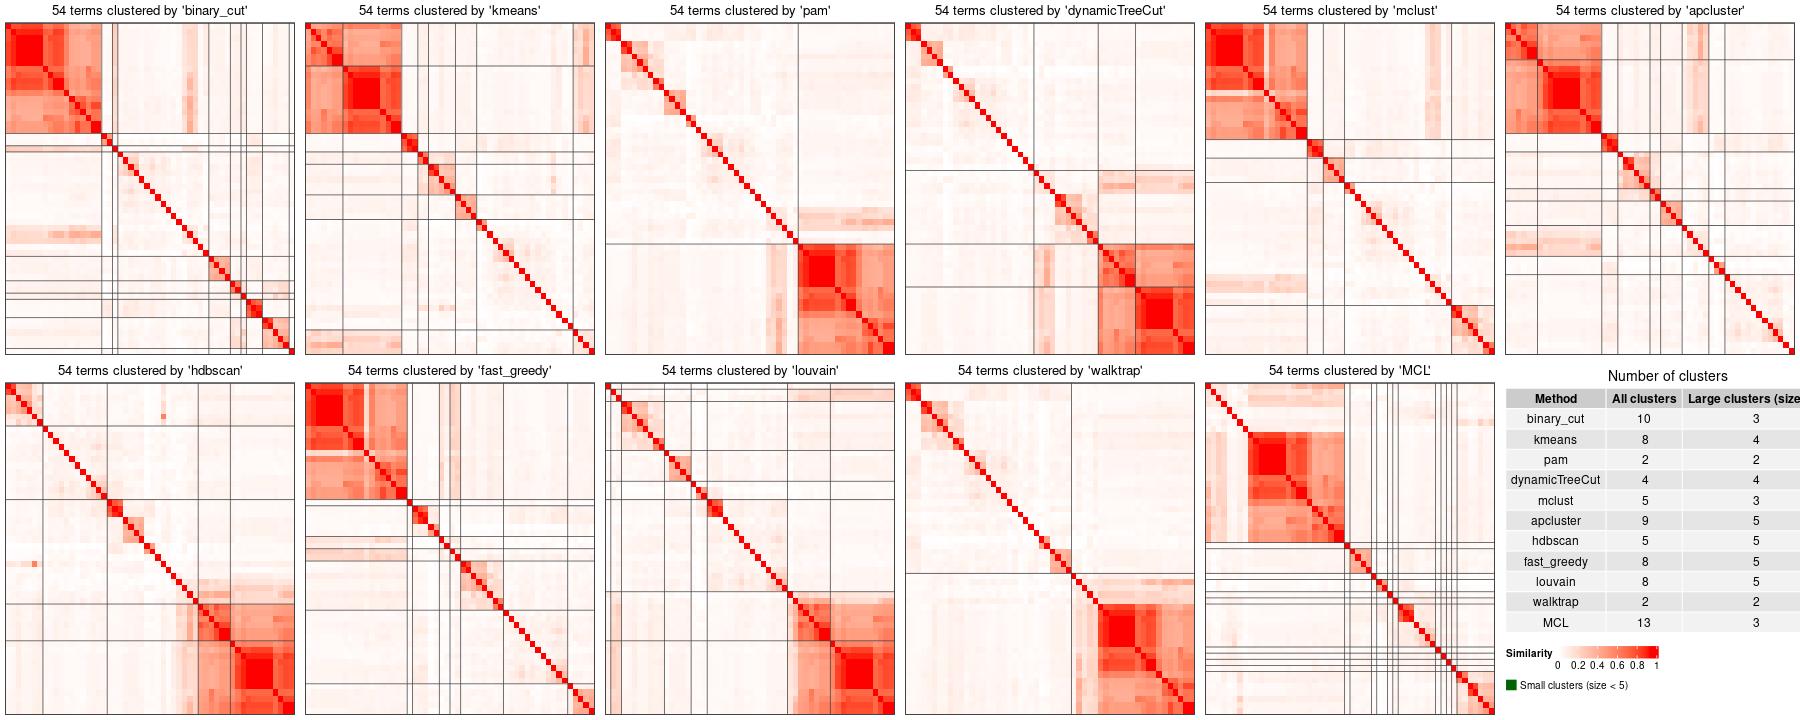 54 terms clustered by 'binary_cut'
54 terms clustered by 'kmeans'
54 terms clustered by 'pam'
54 terms clustered by 'dynamicTreeCut'
54 terms clustered by 'mclust'
54 terms clustered by 'apcluster'
54 terms clustered by 'hdbscan'
54 terms clustered by 'fast_greedy'
54 terms clustered by 'louvain'
54 terms clustered by 'walktrap'
54 terms clustered by 'MCL'
Number of clusters
Method All clusters Large clusters (size
binary_cut 10 3
kmeans 8 4
pam 2 2
dynamicTreeCut 4 4
mclust 5 3
apcluster 9 5
hdbscan 5 5
fast_greedy 8 5
louvain 8 5
walktrap 2 2
MCL 13 3
Similarity
0 0.2 0.4 0.6 0.8 1
Small clusters (size < 5)